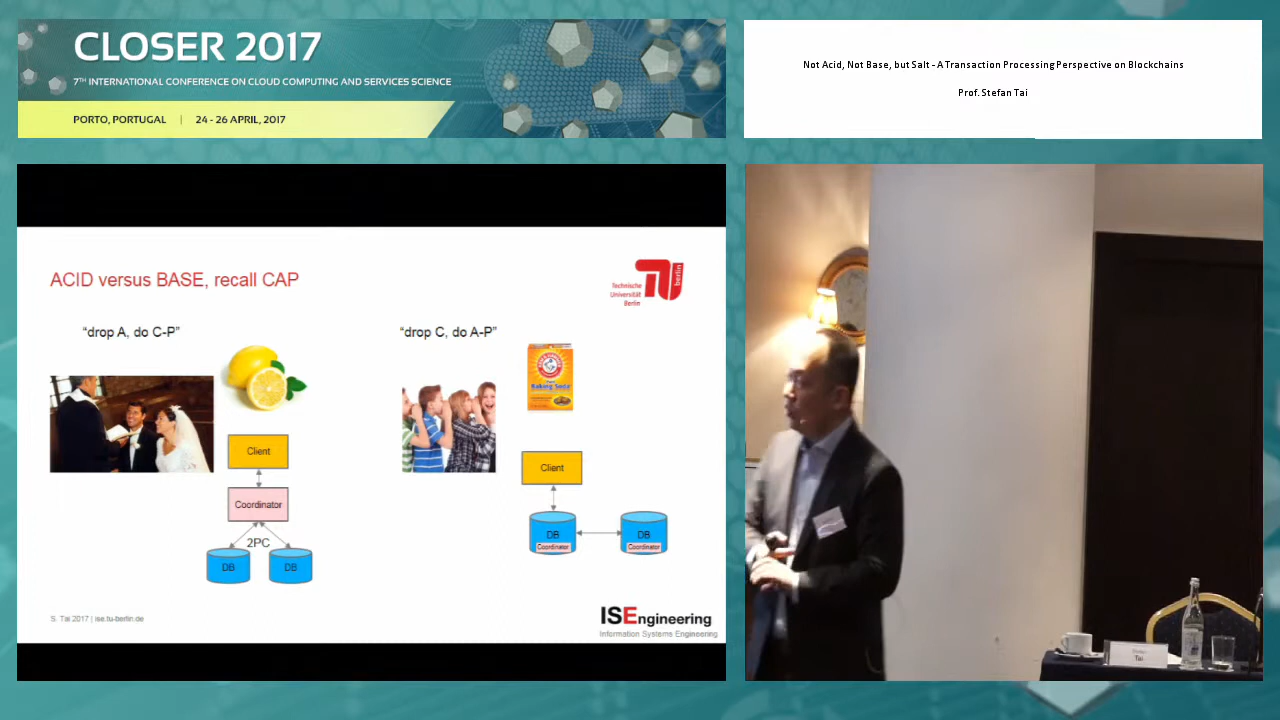 CLOSER 2017
7TH INTERNATIONAL CONFERENCE ON CLOUD COMPUTING AND SERVICES SCIENCE
PORTO, PORTUGAL | 24 - 26 APRIL, 2017
Not Acid, Not Base, but Salt - A Transaction Processing Perspective on Blockchains
Prof. Stefan Tai
ACID versus BASE, recall CAP
Technische
Universität
Berlin
berlin
"drop A, do C-P"
"drop C, do A-P"
Baking Soda
Client
Coordinator
2PC
DB
DB
Client
DB
Coordinator
DB
Coordinator
S. Tai 2017 | ise.tu-berlin.de
ISEngineering
Information Systems Engineering
Tai